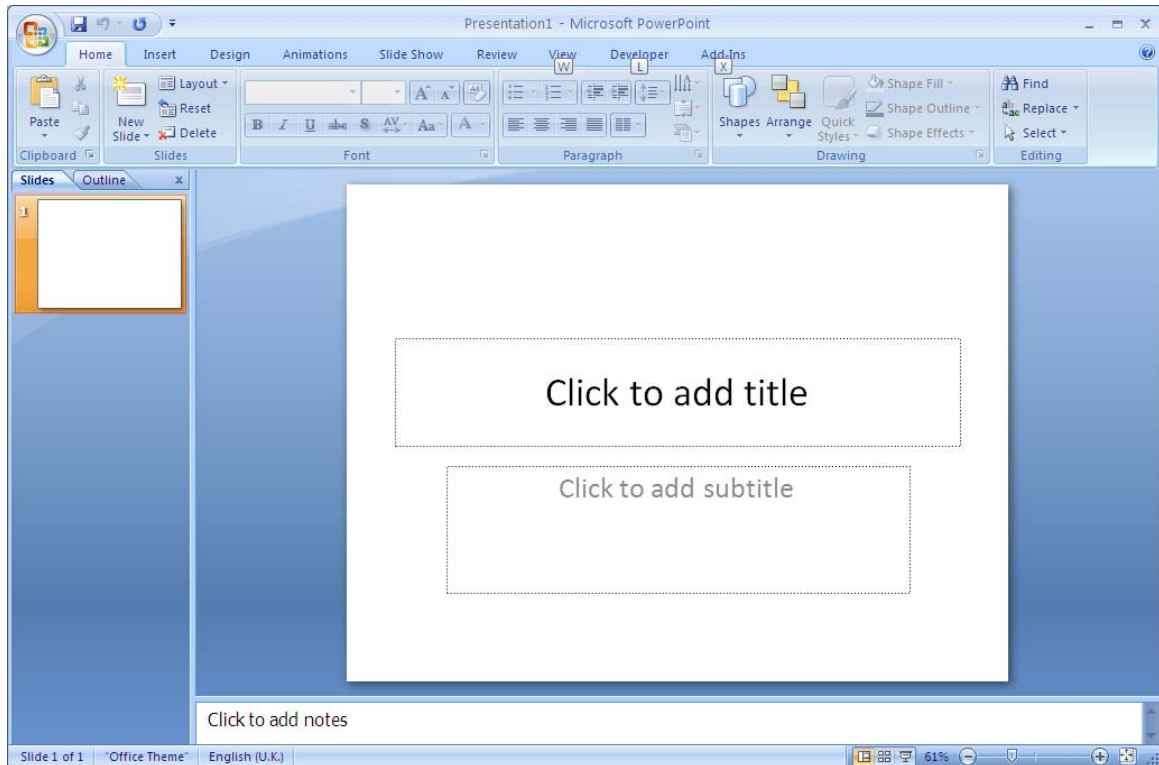 Presentation1 - Microsoft PowerPoint
Home Insert Design Animations Slide Show Review View Developer Add-Ins
W L X
Paste
Clipboard
New Slide
Layout
Reset
Delete
Slides
B I U abc S AV Aa A
Font
Paragraph
Shapes Arrange Quick Styles
Shape Fill
Shape Outline
Shape Effects
Drawing
Find
Replace
Select
Editing
Slides Outline x
1
Click to add title
Click to add subtitle
Click to add notes
Slide 1 of 1 "Office Theme" English (U.K.) 61%